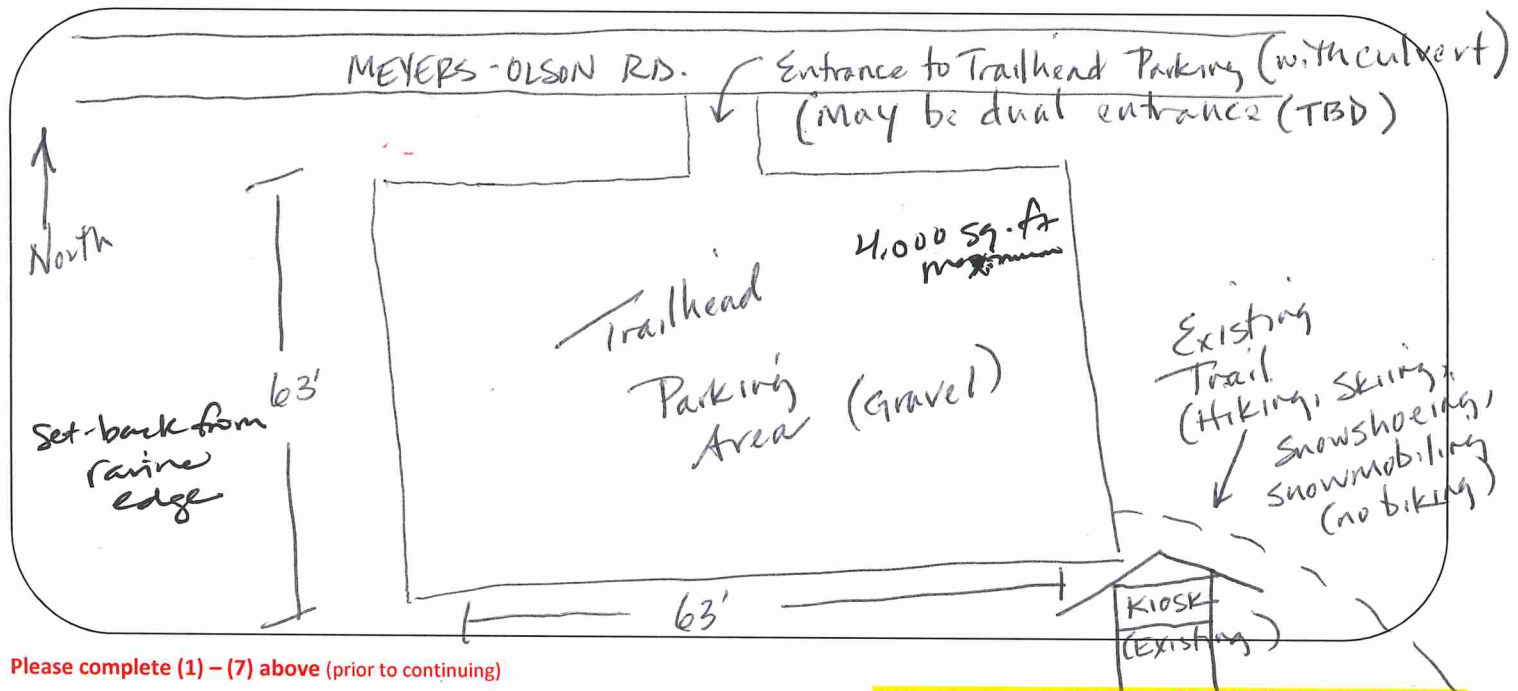 MEYERS-OLSON RD.
Entrance to Trailhead Parking (with culvert)
(May be dual entrance (TBD)
North
4,000 sq. ft
maximum
Trailhead
Parking
Area (Gravel)
63'
Set-back from
ravine
edge
Existing
Trail
(Hiking, Skiing,
Snowshoeing,
Snowmobiling
(no biking)
63'
KIOSK
(Existing)
Please complete (1) – (7) above (prior to continuing)